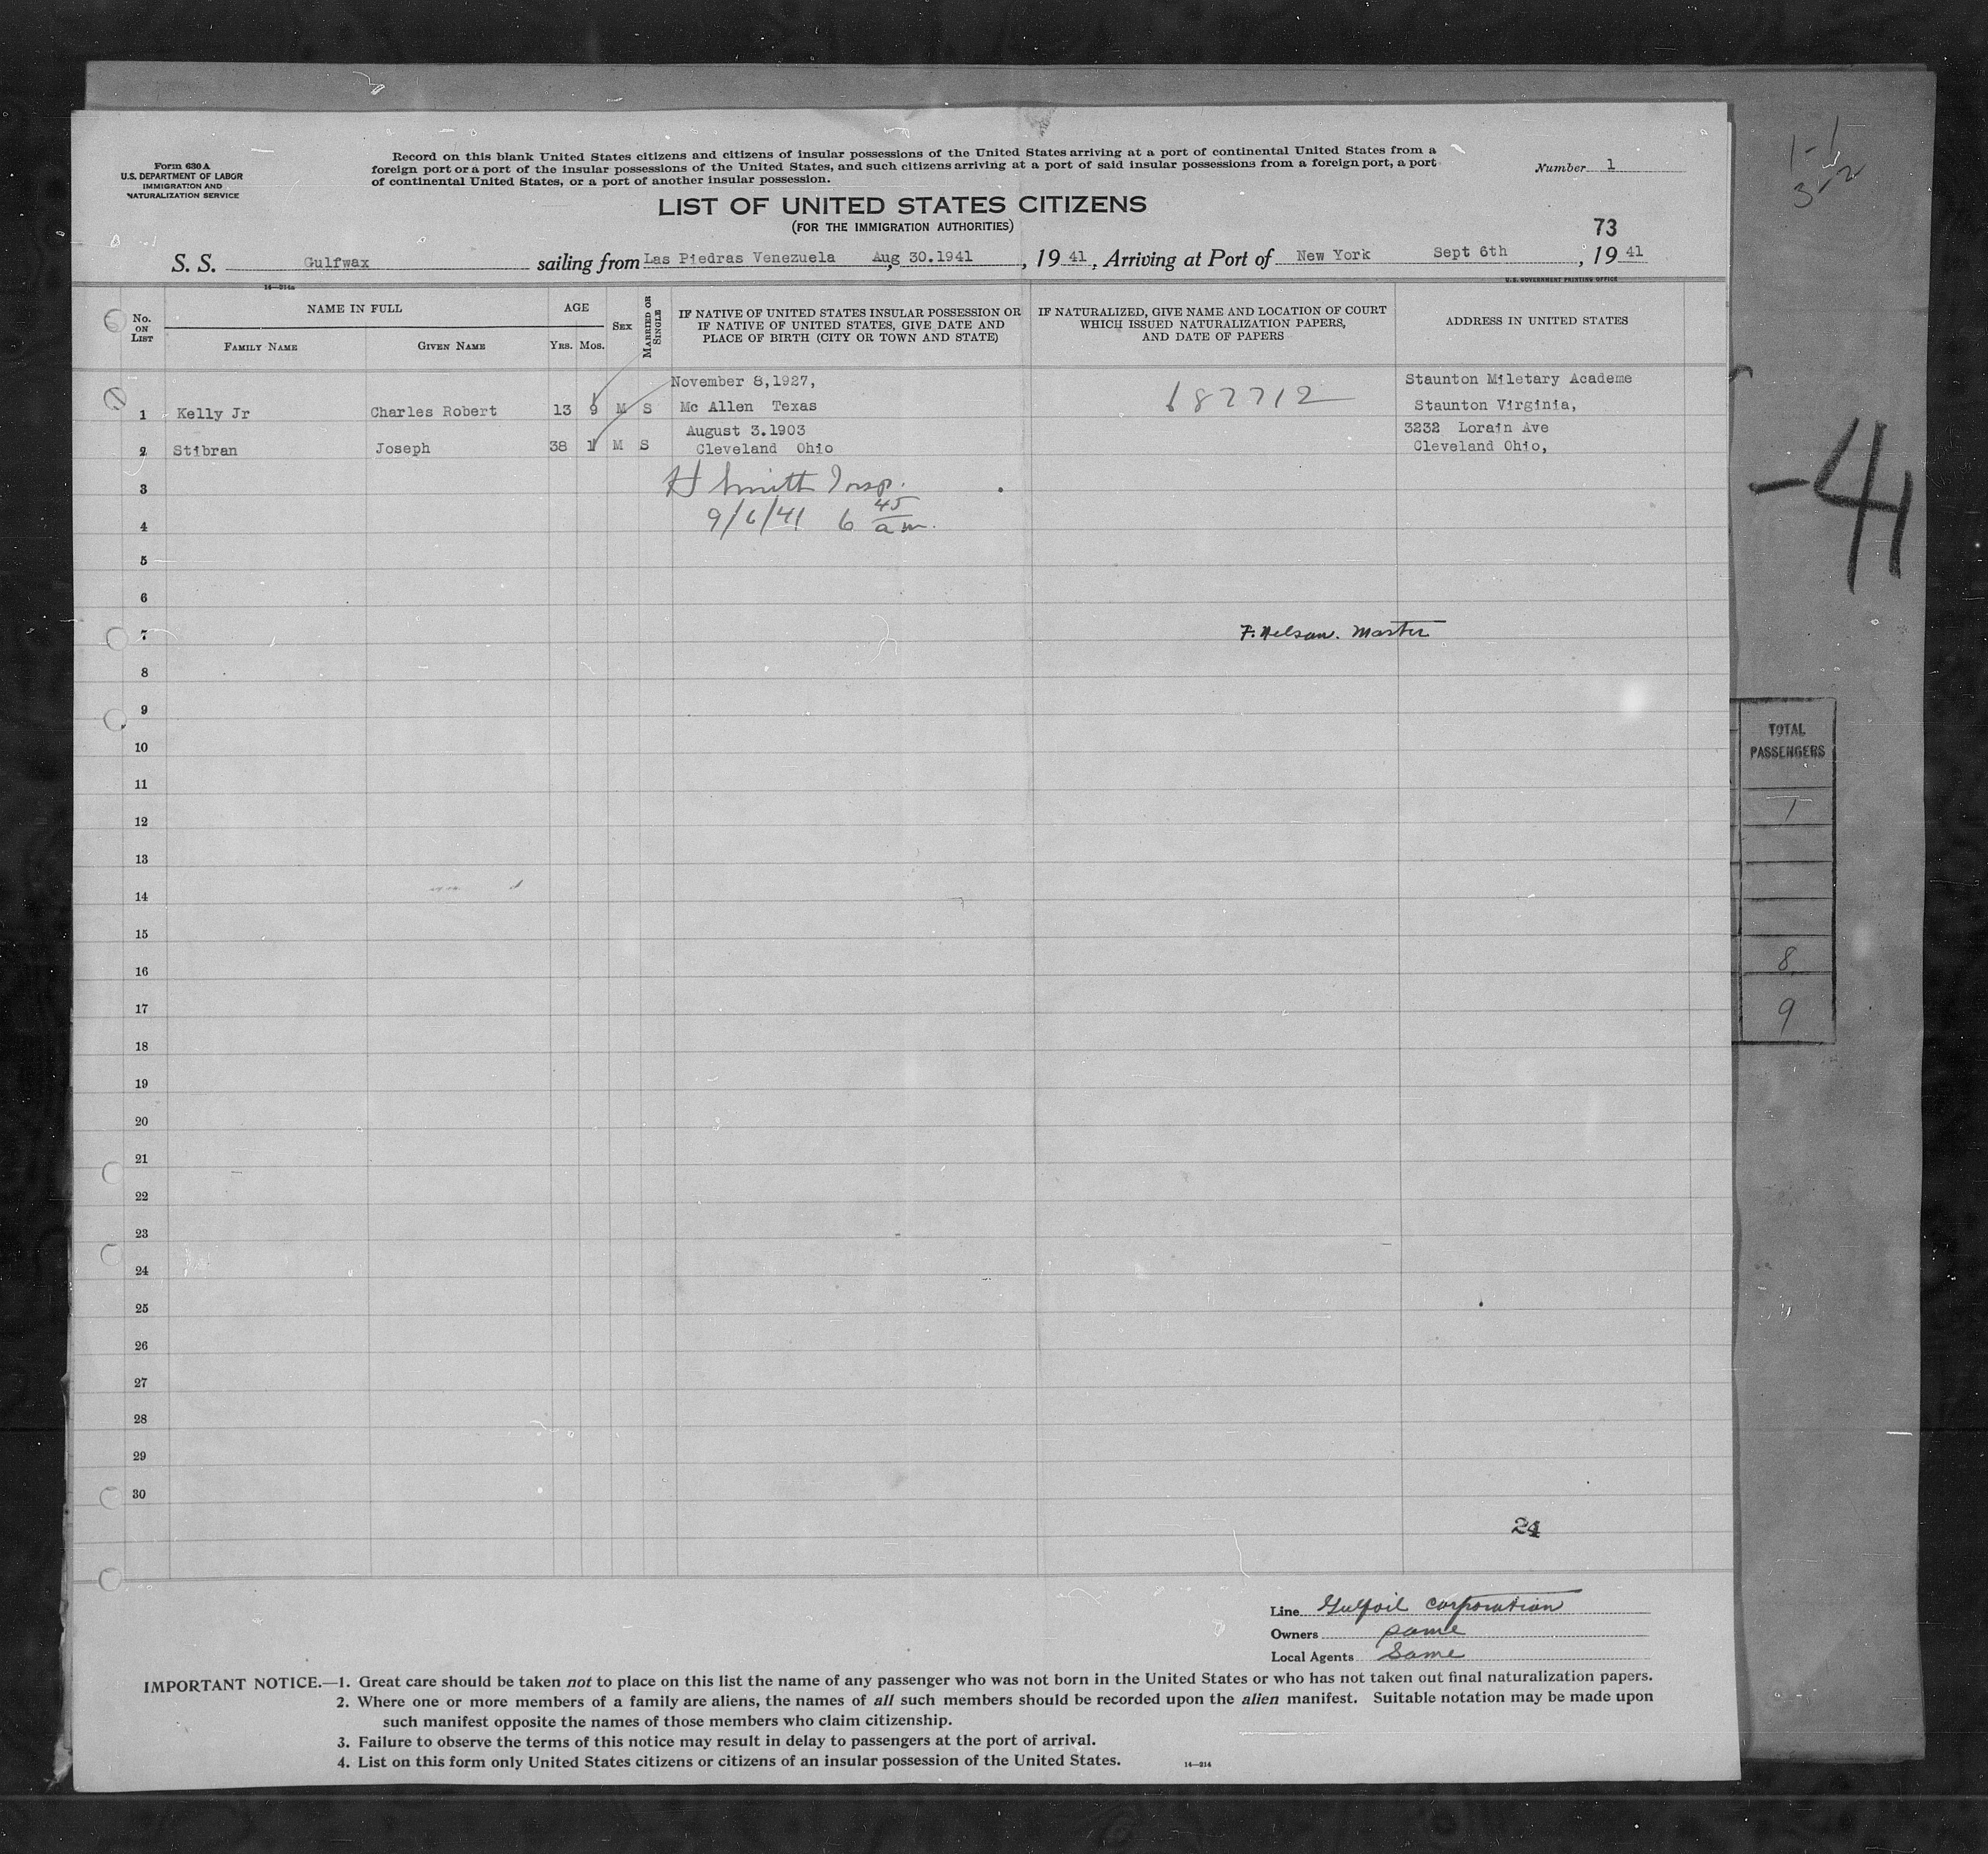 Form 630 A
U.S. DEPARTMENT OF LABOR
IMMIGRATION AND
NATURALIZATION SERVICE
Record on this blank United States citizens and citizens of insular possessions of the United States arriving at a port of continental United States from a
foreign port or a port of the insular possessions of the United States, and such citizens arriving at a port of said insular possessions from a foreign port, a port
of continental United States, or a port of another insular possession.
Number 1
LIST OF UNITED STATES CITIZENS
(FOR THE IMMIGRATION AUTHORITIES)
73
S. S. Gulfwax sailing from Las Piedras Venezuela Aug, 30.1941, 19 41, Arriving at Port of New York Sept 6th, 19 41
14—214a
U.S. GOVERNMENT PRINTING OFFICE
No. ON LIST
NAME IN FULL
FAMILY NAME
GIVEN NAME
AGE
YRS. MOS.
SEX
MARRIED OR SINGLE
IF NATIVE OF UNITED STATES INSULAR POSSESSION OR
IF NATIVE OF UNITED STATES, GIVE DATE AND
PLACE OF BIRTH (CITY OR TOWN AND STATE)
IF NATURALIZED, GIVE NAME AND LOCATION OF COURT
WHICH ISSUED NATURALIZATION PAPERS,
AND DATE OF PAPERS
ADDRESS IN UNITED STATES
November 8,1927, Staunton Miletary Academe
1 Kelly Jr Charles Robert 13 9 M S Mc Allen Texas 687712 Staunton Virginia,
August 3.1903 3232 Lorain Ave
2 Stibran Joseph 38 1 M S Cleveland Ohio Cleveland Ohio,
3 H Smith Insp.
4 9/6/41 6 45 am.
5
6
7 F. Nelson. Master
8
9
10
11
12
13
14
15
16
17
18
19
20
21
22
23
24
25
26
27
28
29
30
24
Line Gulfoil Corporation
Owners same
Local Agents Same
IMPORTANT NOTICE.—1. Great care should be taken not to place on this list the name of any passenger who was not born in the United States or who has not taken out final naturalization papers.
2. Where one or more members of a family are aliens, the names of all such members should be recorded upon the alien manifest. Suitable notation may be made upon
such manifest opposite the names of those members who claim citizenship.
3. Failure to observe the terms of this notice may result in delay to passengers at the port of arrival.
4. List on this form only United States citizens or citizens of an insular possession of the United States.
14—214
-41
TOTAL
PASSENGERS
1
8
9